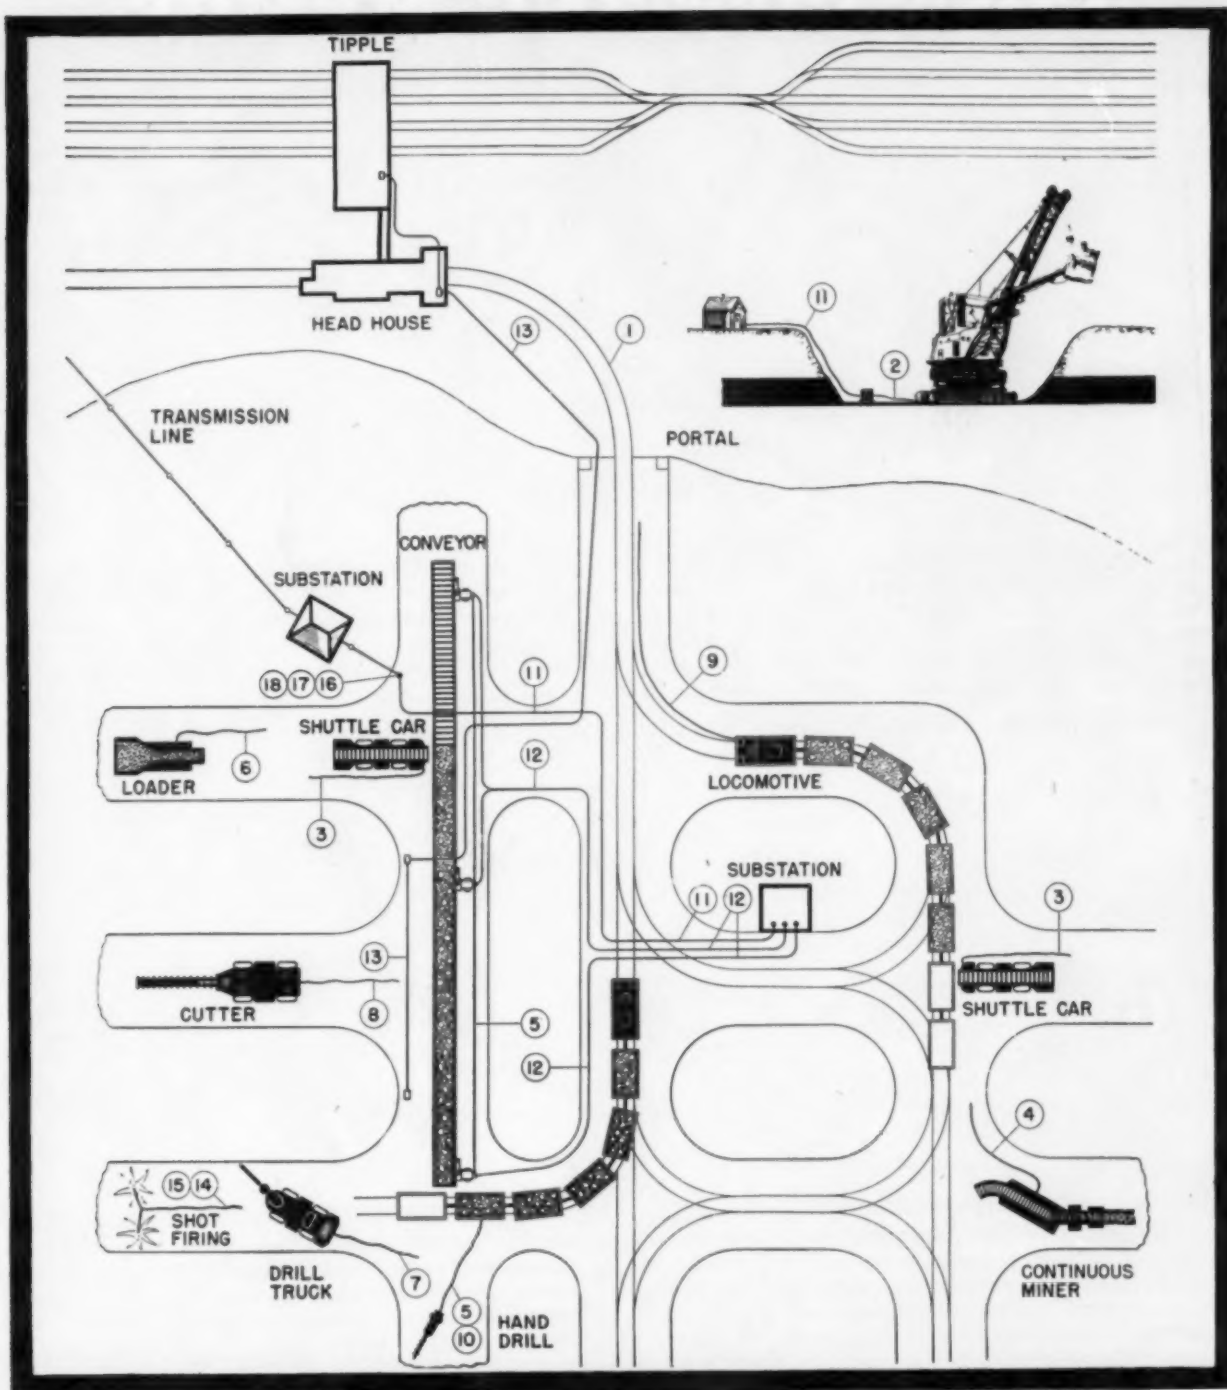 TIPPLE
HEAD HOUSE
13
1
11
2
TRANSMISSION
LINE
PORTAL
CONVEYOR
SUBSTATION
18 17 16
11
9
SHUTTLE CAR
LOADER
6
12
LOCOMOTIVE
3
SUBSTATION
11
12
3
13
CUTTER
8
5
SHUTTLE CAR
12
4
15 14
SHOT
FIRING
DRILL
TRUCK
7
5
10
HAND
DRILL
CONTINUOUS
MINER